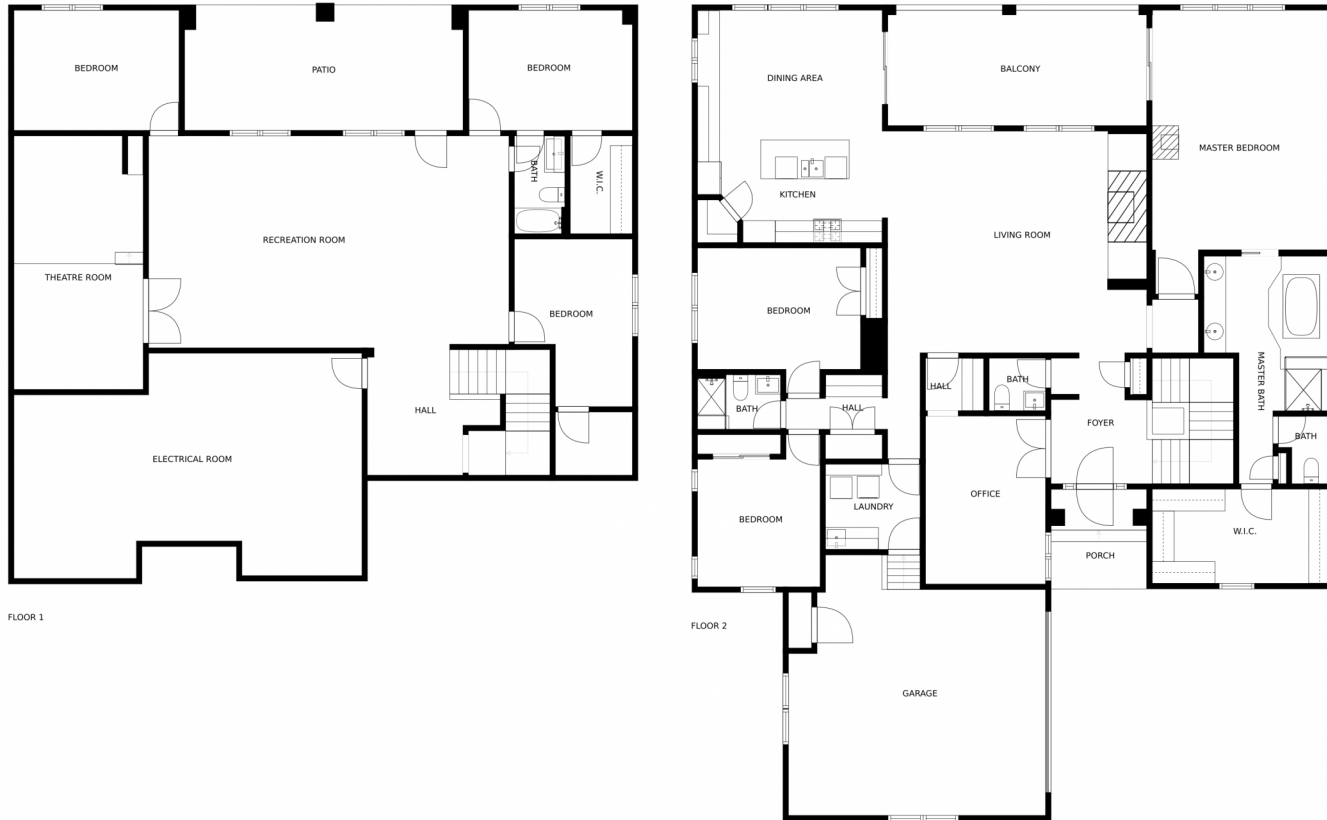 BEDROOM
PATIO
BEDROOM
BATH
W.I.C.
RECREATION ROOM
THEATRE ROOM
BEDROOM
HALL
ELECTRICAL ROOM
FLOOR 1
DINING AREA
BALCONY
MASTER BEDROOM
KITCHEN
LIVING ROOM
BEDROOM
MASTER BATH
HALL
BATH
BATH
HALL
FOYER
BATH
OFFICE
LAUNDRY
BEDROOM
W.I.C.
PORCH
FLOOR 2
GARAGE